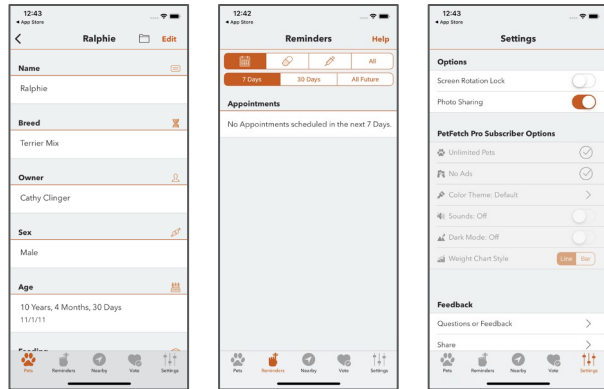 12:43
App Store
Ralphie
Edit
Name
Ralphie
Breed
Terrier Mix
Owner
Cathy Clinger
Sex
Male
Age
10 Years, 4 Months, 30 Days
11/1/11
Feeding
Pets
Reminders
Nearby
Vote
Settings
12:42
App Store
Reminders
Help
All
7 Days
30 Days
All Future
Appointments
No Appointments scheduled in the next 7 Days.
Pets
Reminders
Nearby
Vote
Settings
12:43
App Store
Settings
Options
Screen Rotation Lock
Photo Sharing
PetFetch Pro Subscriber Options
Unlimited Pets
No Ads
Color Theme: Default
Sounds: Off
Dark Mode: Off
Weight Chart Style
Line
Bar
Feedback
Questions or Feedback
Share
Pets
Reminders
Nearby
Vote
Settings